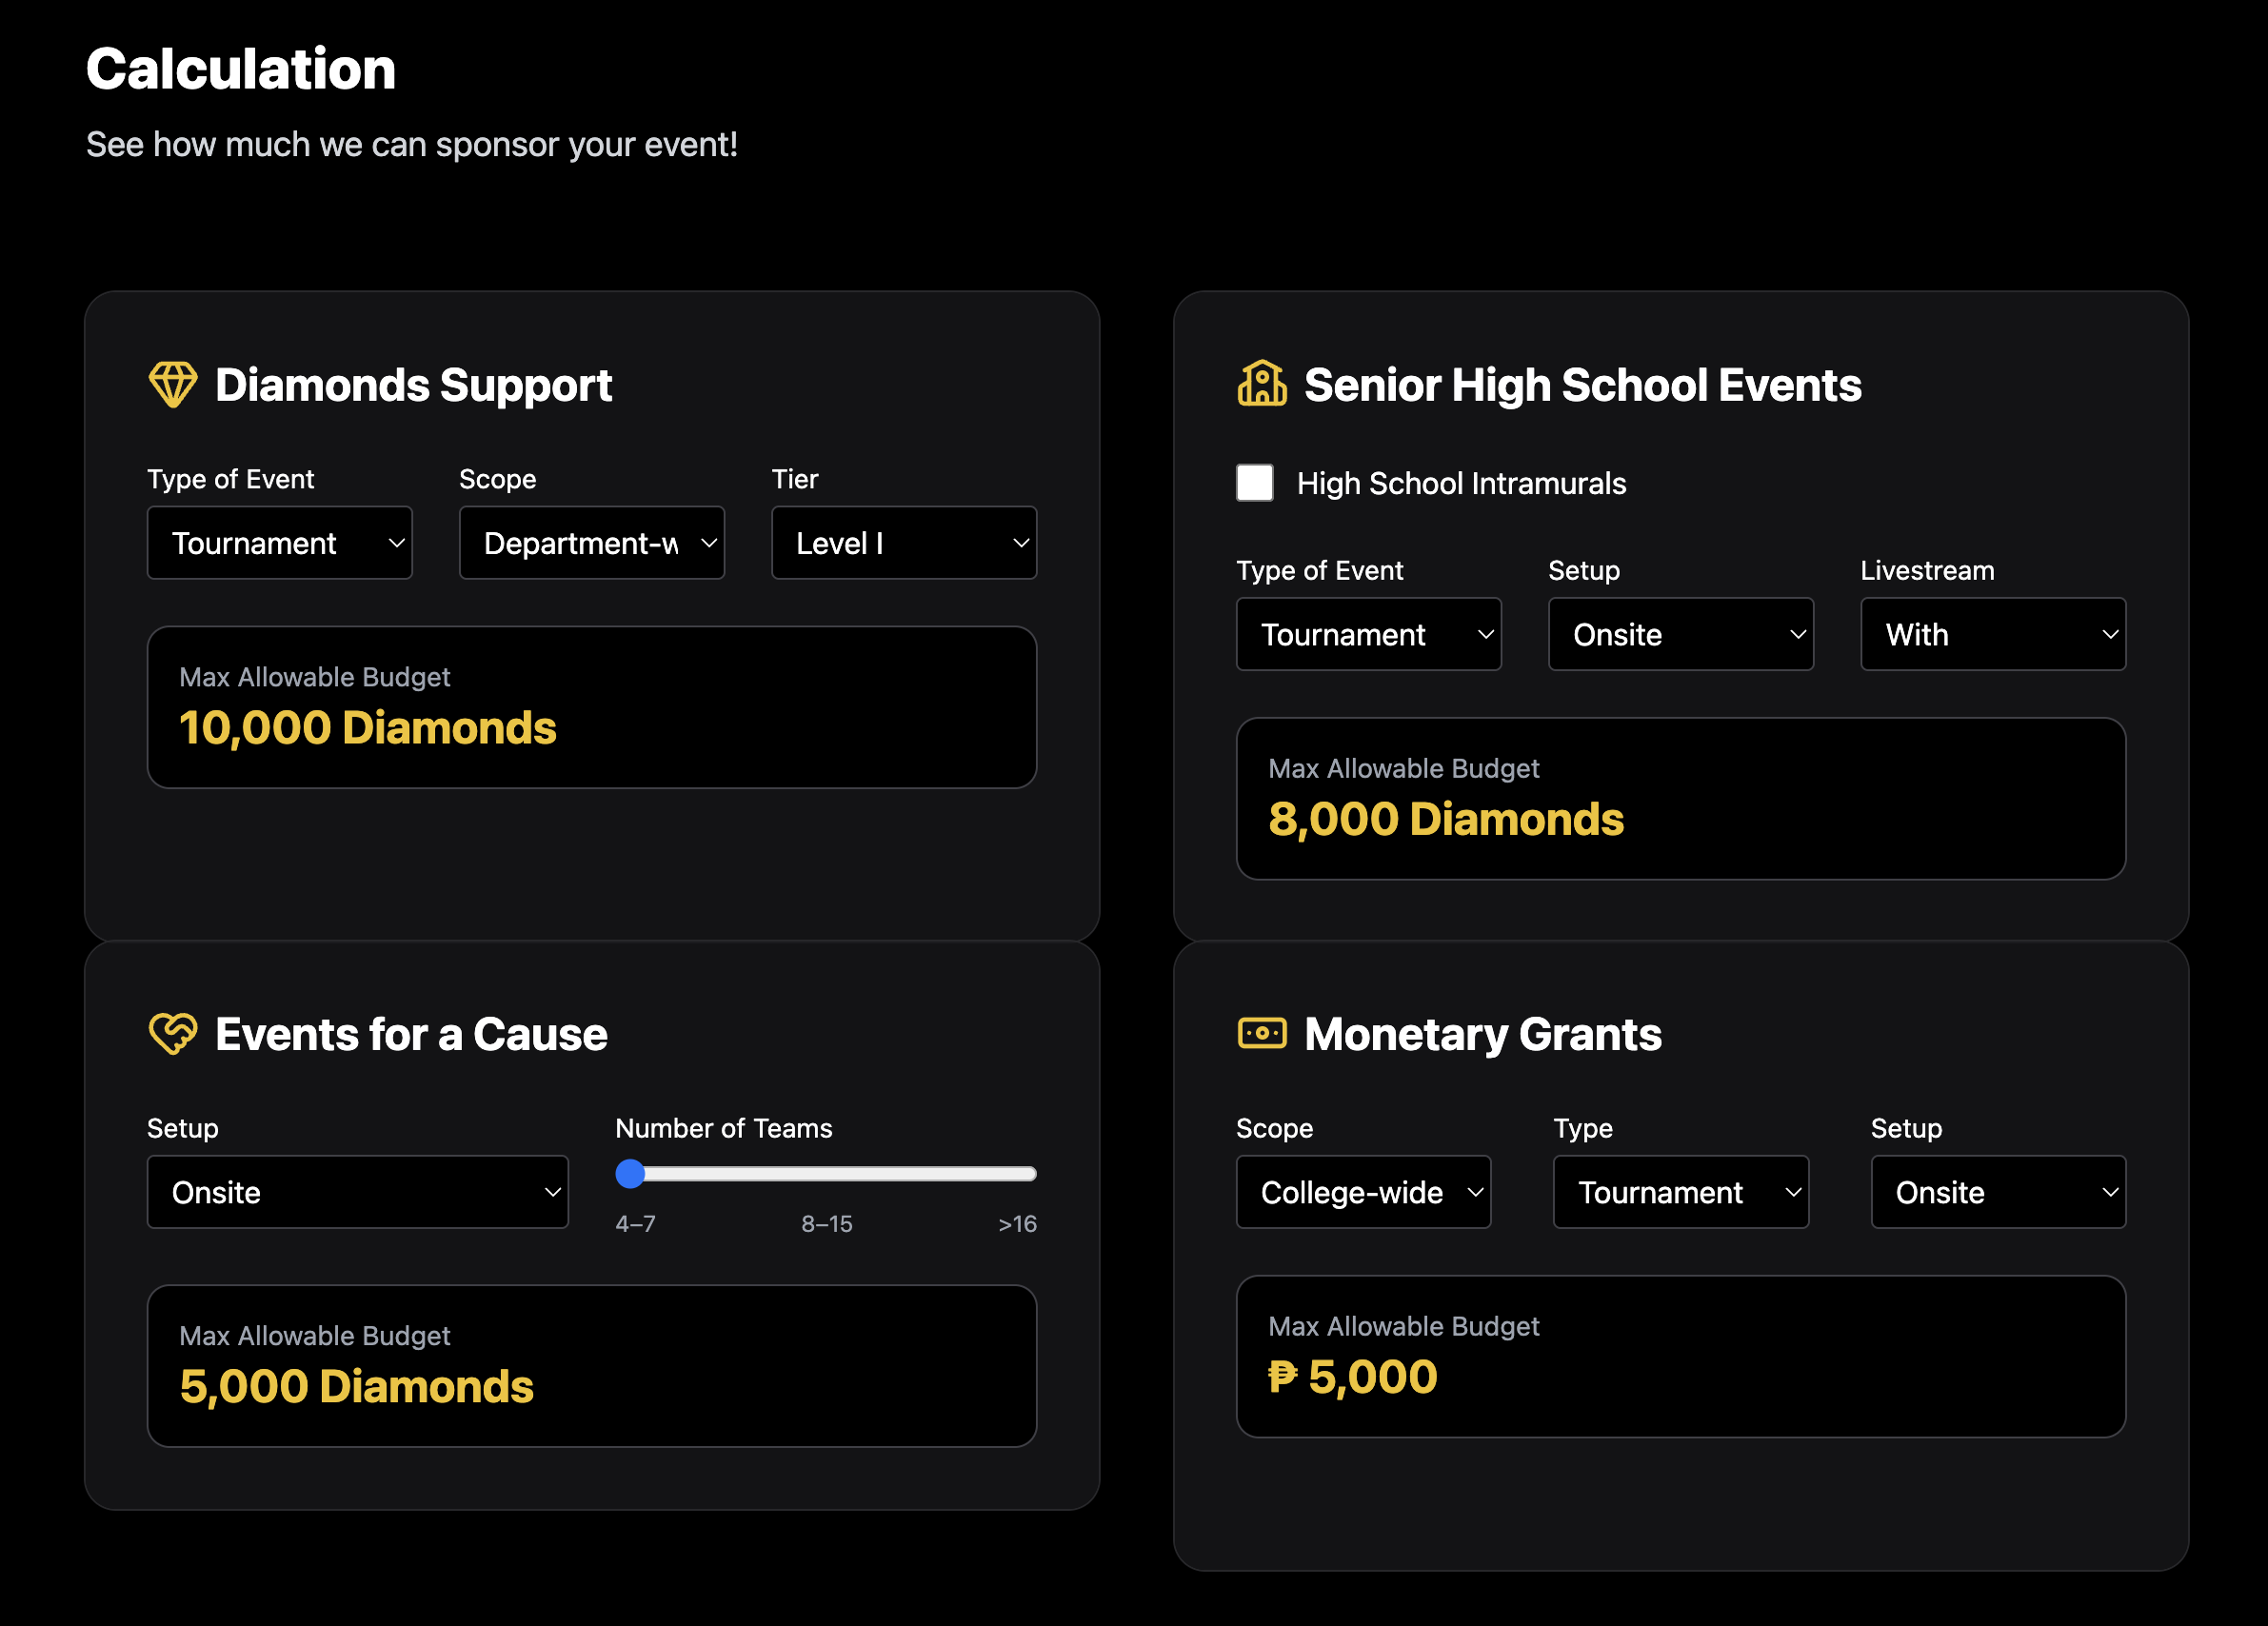 Calculation
See how much we can sponsor your event!
Diamonds Support
Type of Event
Scope
Tier
Tournament
Department-w
Level I
Max Allowable Budget
10,000 Diamonds
Senior High School Events
High School Intramurals
Type of Event
Setup
Livestream
Tournament
Onsite
With
Max Allowable Budget
8,000 Diamonds
Events for a Cause
Setup
Number of Teams
Onsite
4–7
8–15
>16
Max Allowable Budget
5,000 Diamonds
Monetary Grants
Scope
Type
Setup
College-wide
Tournament
Onsite
Max Allowable Budget
₱ 5,000